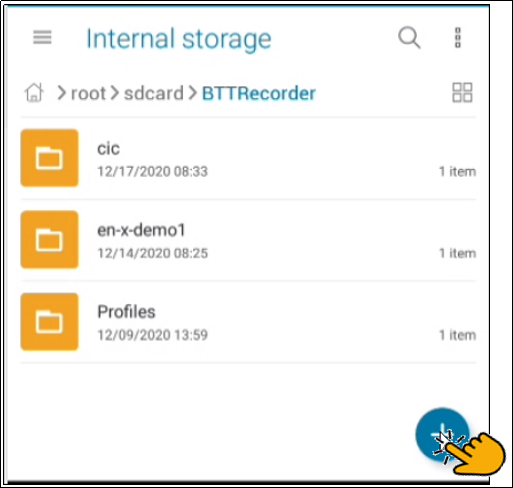 Internal storage
root > sdcard > BTTRecorder
cic
12/17/2020 08:33 1 item
en-x-demo1
12/14/2020 08:25 1 item
Profiles
12/09/2020 13:59 1 item